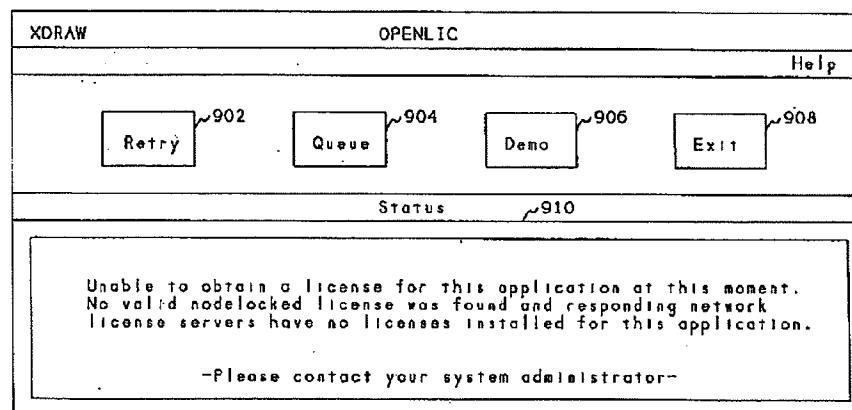 XDRAW OPENLIC
Help
902 904 906 908
Retry Queue Demo Exit
Status 910
Unable to obtain a license for this application at this moment.
No valid nodelocked license was found and responding network
license servers have no licenses installed for this application.
-Please contact your system administrator-